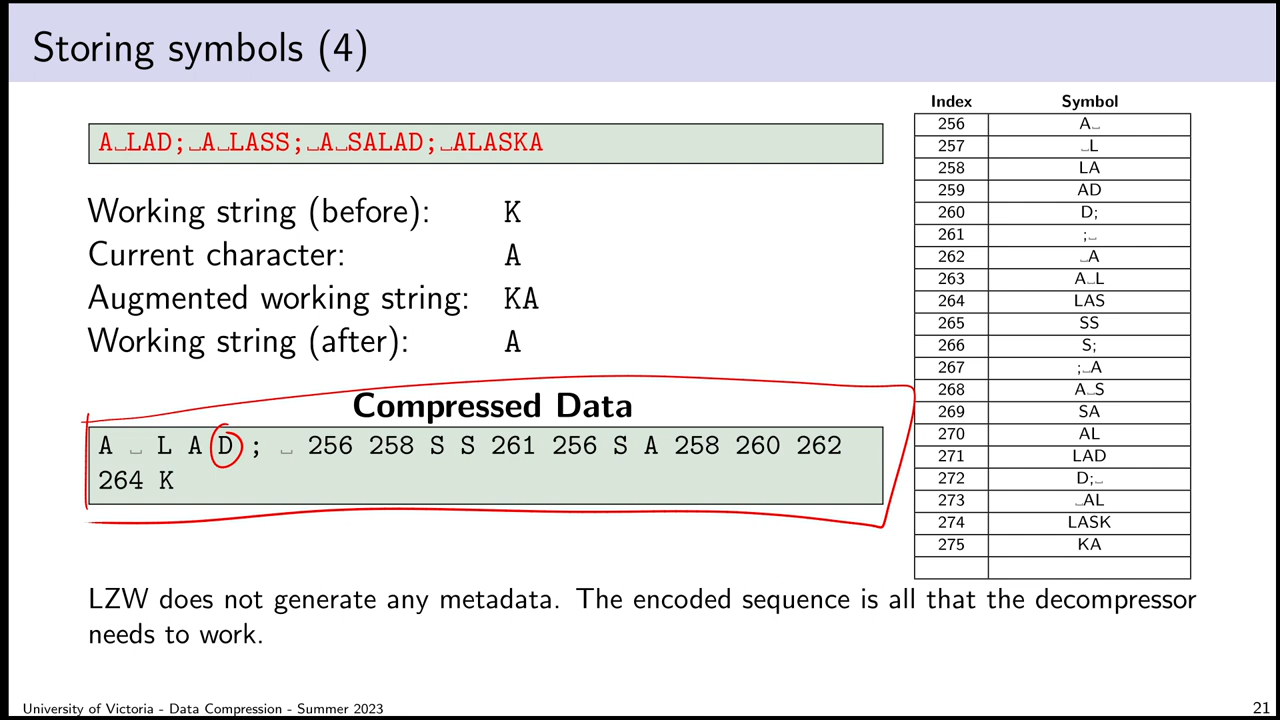 Storing symbols (4)
A␣LAD;␣A␣LASS;␣A␣SALAD;␣ALASKA
Working string (before): K
Current character: A
Augmented working string: KA
Working string (after): A
Compressed Data
A ␣ L A D ; ␣ 256 258 S S 261 256 S A 258 260 262
264 K
Index Symbol
256 A␣
257 ␣L
258 LA
259 AD
260 D;
261 ;␣
262 ␣A
263 A␣L
264 LAS
265 SS
266 S;
267 ;␣A
268 A␣S
269 SA
270 AL
271 LAD
272 D;␣
273 ␣AL
274 LASK
275 KA
LZW does not generate any metadata. The encoded sequence is all that the decompressor
needs to work.
University of Victoria - Data Compression - Summer 2023 21